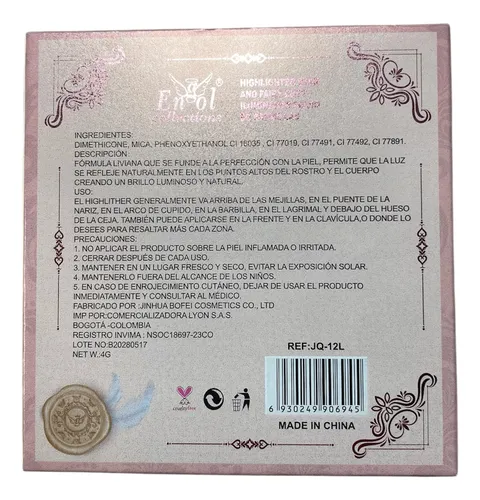 En ol ®
Collections
HIGHLIGHTER
AND
INGREDIENTES:
DIMETHICONE, MICA, PHENOXYETHANOL CI 16035 , CI 77019, CI 77491, CI 77492, CI 77891.
DESCRIPCIÓN:
FÓRMULA LIVIANA QUE SE FUNDE A LA PERFECCIÓN CON LA PIEL, PERMITE QUE LA LUZ
SE REFLEJE NATURALMENTE EN LOS PUNTOS ALTOS DEL ROSTRO Y EL CUERPO
CREANDO UN BRILLO LUMINOSO Y NATURAL.
USO:
EL HIGHLITHER GENERALMENTE VA ARRIBA DE LAS MEJILLAS, EN EL PUENTE DE LA
NARIZ, EN EL ARCO DE CUPIDO, EN LA BARBILLA, EN EL LAGRIMAL Y DEBAJO DEL HUESO
DE LA CEJA. TAMBIÉN PUEDE APLICARSE EN LA FRENTE Y EN LA CLAVÍCULA,O DONDE LO
DESEES PARA RESALTAR MÁS CADA ZONA.
PRECAUCIONES:
1. NO APLICAR EL PRODUCTO SOBRE LA PIEL INFLAMADA O IRRITADA.
2. CERRAR DESPUÉS DE CADA USO.
3. MANTENER EN UN LUGAR FRESCO Y SECO, EVITAR LA EXPOSICIÓN SOLAR.
4. MANTENERLO FUERA DEL ALCANCE DE LOS NIÑOS.
5. EN CASO DE ENROJECIMIENTO CUTÁNEO, DEJAR DE USAR EL PRODUCTO
INMEDIATAMENTE Y CONSULTAR AL MÉDICO.
FABRICADO POR :JINHUA BOFEI COSMETICS CO., LTD
IMP POR:COMERCIALIZADORA LYON S.A.S.
BOGOTÁ -COLOMBIA
REGISTRO INVIMA ; NSOC18697-23CO
LOTE NO:B20280517
NET WT.:4G
REF:JQ-12L
6 930249 906945
MADE IN CHINA